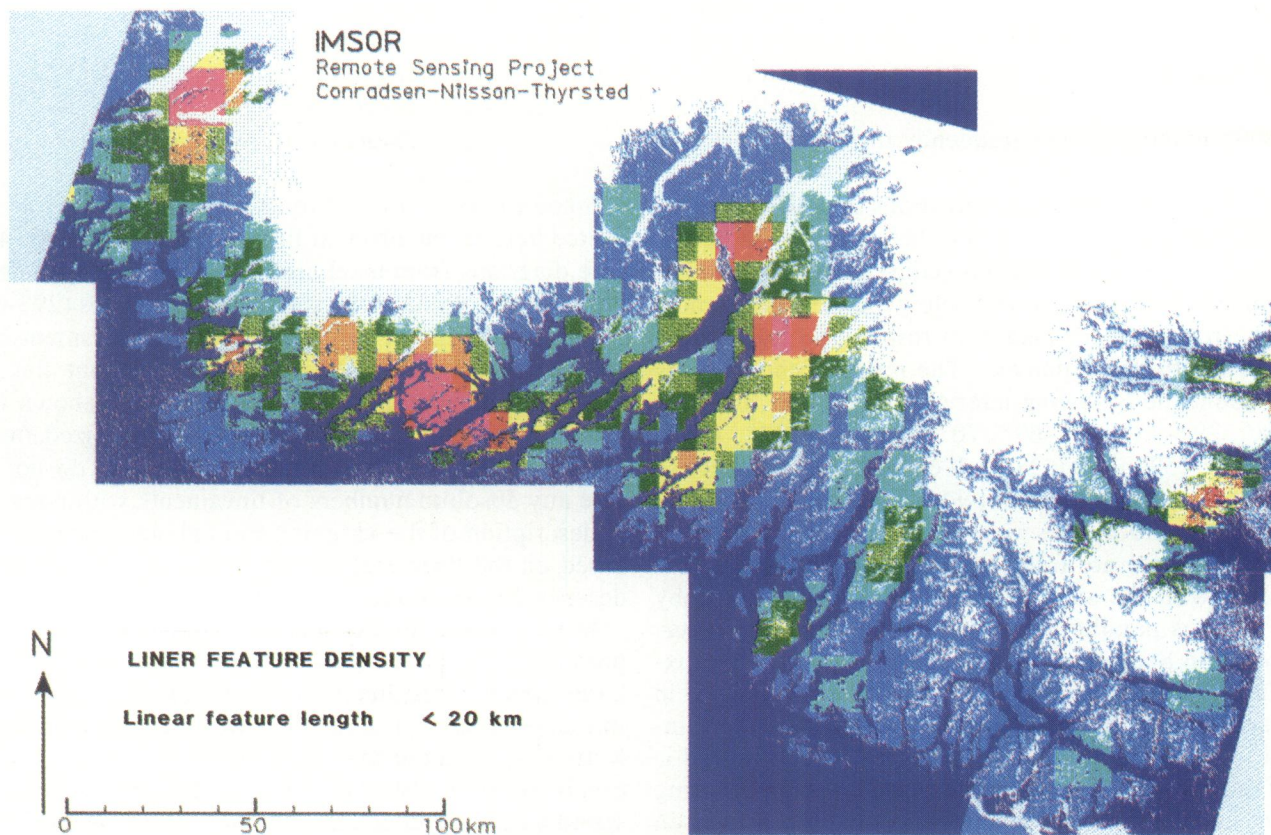 IMSOR
Remote Sensing Project
Conradsen-Nilsson-Thyrsted
N
LINER FEATURE DENSITY
Linear feature length < 20 km
0 50 100km